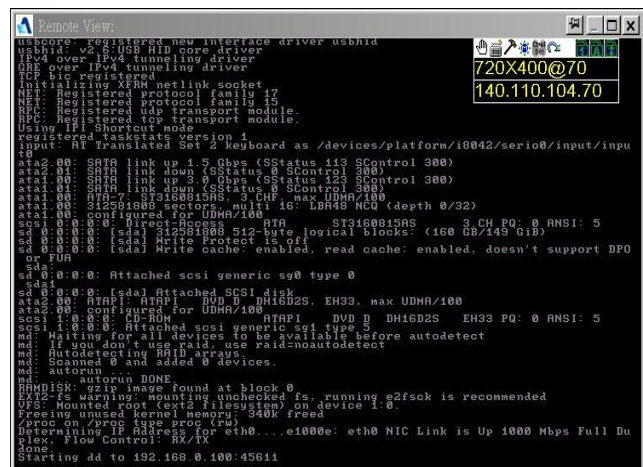 Remote View:
usbcore: registered new interface driver usbhid
usbhid: v2.6:USB HID core driver
IPv4 over IPv4 tunneling driver
GRE over IPv4 tunneling driver
TCP bic registered
Initializing XFRM netlink socket
NET: Registered protocol family 17
NET: Registered protocol family 15
RPC: Registered udp transport module.
RPC: Registered tcp transport module.
Using IPI Shortcut mode
registered taskstats version 1
input: AT Translated Set 2 keyboard as /devices/platform/i8042/serio0/input/inpu
t0
ata2.00: SATA link up 1.5 Gbps (SStatus 113 SControl 300)
ata2.01: SATA link down (SStatus 0 SControl 300)
ata1.00: SATA link up 3.0 Gbps (SStatus 123 SControl 300)
ata1.01: SATA link down (SStatus 0 SControl 300)
ata1.00: ATA-7: ST3160815AS, 3.CHF, max UDMA/100
ata1.00: 312581808 sectors, multi 16: LBA48 NCQ (depth 0/32)
ata1.00: configured for UDMA/100
scsi 0:0:0:0: Direct-Access ATA ST3160815AS 3.CH PQ: 0 ANSI: 5
sd 0:0:0:0: [sda] 312581808 512-byte logical blocks: (160 GB/149 GiB)
sd 0:0:0:0: [sda] Write Protect is off
sd 0:0:0:0: [sda] Write cache: enabled, read cache: enabled, doesn't support DPO
or FUA
sda:
sd 0:0:0:0: Attached scsi generic sg0 type 0
sda1
sd 0:0:0:0: [sda] Attached SCSI disk
ata2.00: ATAPI: ATAPI DVD D DH16D2S, EH33, max UDMA/100
ata2.00: configured for UDMA/100
scsi 1:0:0:0: CD-ROM ATAPI DVD D DH16D2S EH33 PQ: 0 ANSI: 5
scsi 1:0:0:0: Attached scsi generic sg1 type 5
md: Waiting for all devices to be available before autodetect
md: If you don't use raid, use raid=noautodetect
md: Autodetecting RAID arrays.
md: Scanned 0 and added 0 devices.
md: autorun ...
md: ... autorun DONE.
RAMDISK: gzip image found at block 0
EXT2-fs warning: mounting unchecked fs, running e2fsck is recommended
VFS: Mounted root (ext2 filesystem) on device 1:0.
Freeing unused kernel memory: 340k freed
/proc on /proc type proc (rw)
Determining IP Address for eth0....e1000e: eth0 NIC Link is Up 1000 Mbps Full Du
plex, Flow Control: RX/TX
done.
Starting dd to 192.168.0.100:45611
720X400@70
140.110.104.70